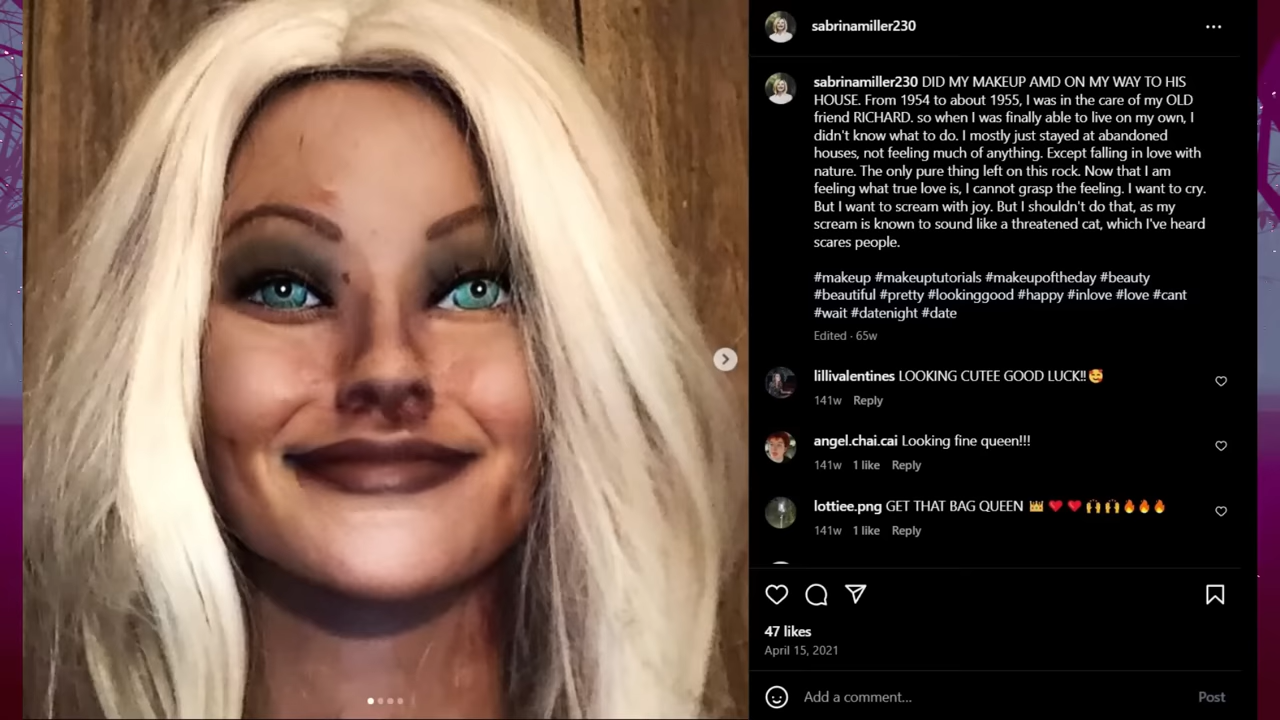 sabrinamiller230
sabrinamiller230 DID MY MAKEUP AMD ON MY WAY TO HIS
HOUSE. From 1954 to about 1955, I was in the care of my OLD
friend RICHARD. so when I was finally able to live on my own, I
didn't know what to do. I mostly just stayed at abandoned
houses, not feeling much of anything. Except falling in love with
nature. The only pure thing left on this rock. Now that I am
feeling what true love is, I cannot grasp the feeling. I want to cry.
But I want to scream with joy. But I shouldn't do that, as my
scream is known to sound like a threatened cat, which I've heard
scares people.
#makeup #makeuptutorials #makeupoftheday #beauty
#beautiful #pretty #lookinggood #happy #inlove #love #cant
#wait #datenight #date
Edited · 65w
lillivalentines LOOKING CUTEE GOOD LUCK!!🥰
141w Reply
angel.chai.cai Looking fine queen!!!
141w 1 like Reply
lottiee.png GET THAT BAG QUEEN 👑❤️❤️🙌🙌🔥🔥🔥
141w 1 like Reply
47 likes
April 15, 2021
Add a comment... Post